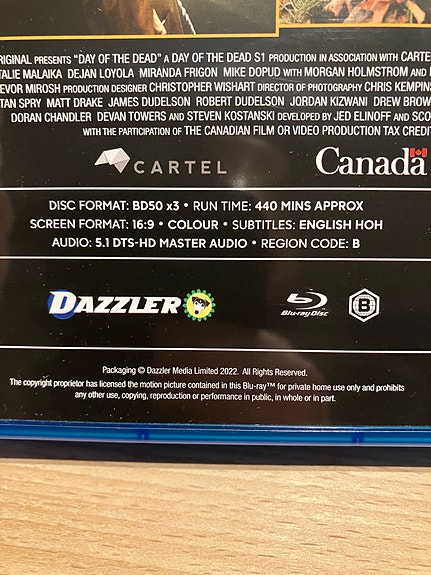 ORIGINAL PRESENTS "DAY OF THE DEAD" A DAY OF THE DEAD S1 PRODUCTION IN ASSOCIATION WITH
MALAIKA DEJAN LOYOLA MIRANDA FRIGON MIKE DOPUD WITH MORGAN HOLMSTROM AND
MIROSH PRODUCTION DESIGNER CHRISTOPHER WISHART DIRECTOR OF PHOTOGRAPHY CHRIS
SPRY MATT DRAKE JAMES DUDELSON ROBERT DUDELSON JORDAN KIZWANI DREW
DORAN CHANDLER DEVAN TOWERS AND STEVEN KOSTANSKI DEVELOPED BY JED ELINOFF AND
WITH THE PARTICIPATION OF THE CANADIAN FILM OR VIDEO PRODUCTION TAX
CARTEL Canada
DISC FORMAT: BD50 x3 • RUN TIME: 440 MINS APPROX
SCREEN FORMAT: 16:9 • COLOUR • SUBTITLES: ENGLISH HOH
AUDIO: 5.1 DTS-HD MASTER AUDIO • REGION CODE: B
DAZZLER Blu-ray Disc B
Packaging © Dazzler Media Limited 2022. All Rights Reserved.
The copyright proprietor has licensed the motion picture contained in this Blu-ray™ for private home use only and prohibits
any other use, copying, reproduction or performance in public, in whole or in part.